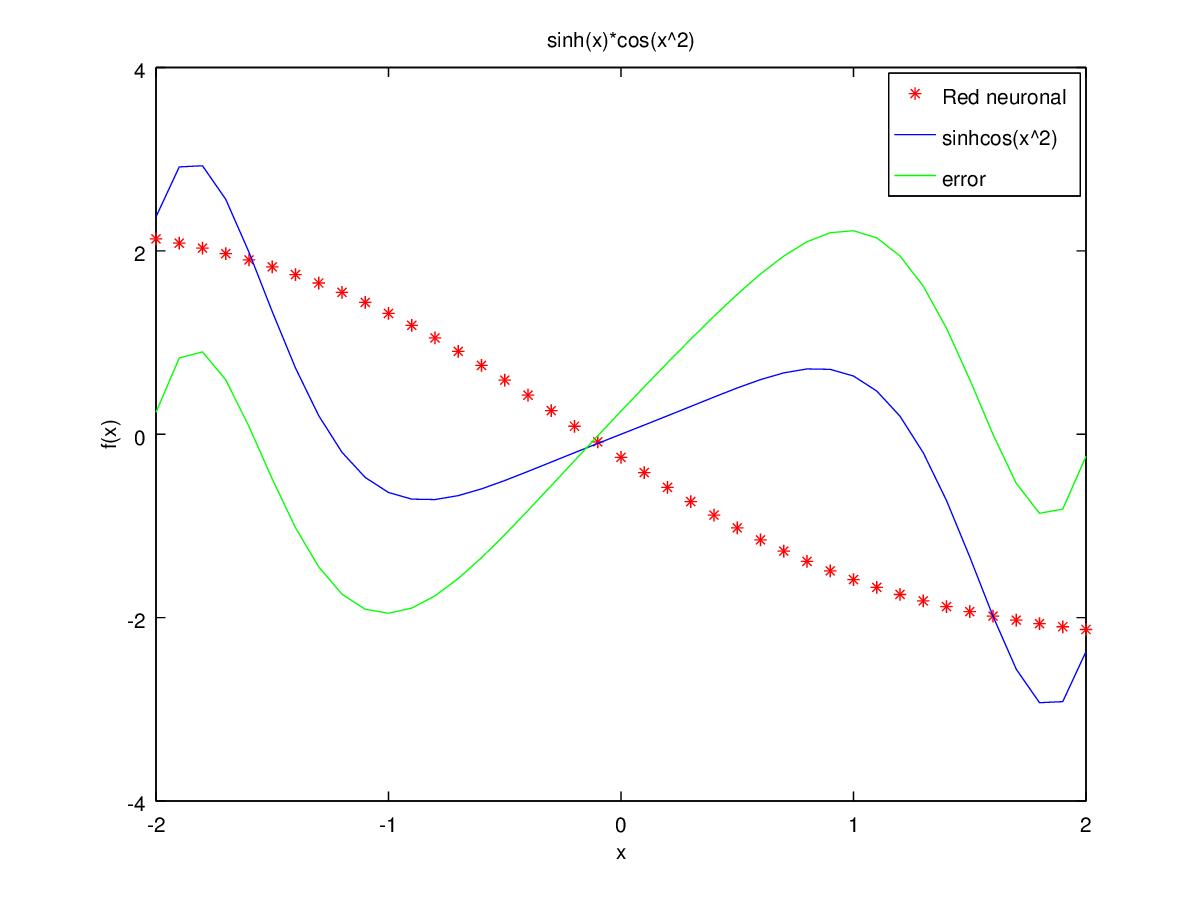 sinh(x)*cos(x^2)
Red neuronal
sinhcos(x^2)
error
4
2
0
-2
-4
f(x)
-2
-1
0
1
2
x